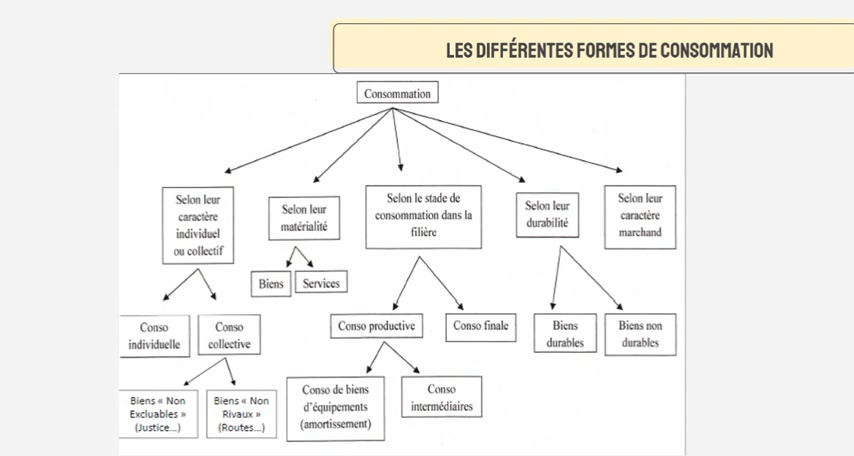 LES DIFFÉRENTES FORMES DE CONSOMMATION
Consommation
Selon leur
caractère
individuel
ou collectif
Selon leur
matérialité
Selon le stade de
consommation dans la
filière
Selon leur
durabilité
Selon leur
caractère
marchand
Biens
Services
Conso
individuelle
Conso
collective
Conso productive
Conso finale
Biens
durables
Biens non
durables
Biens « Non
Excluables »
(Justice...)
Biens « Non
Rivaux »
(Routes...)
Conso de biens
d'équipements
(amortissement)
Conso
intermédiaires